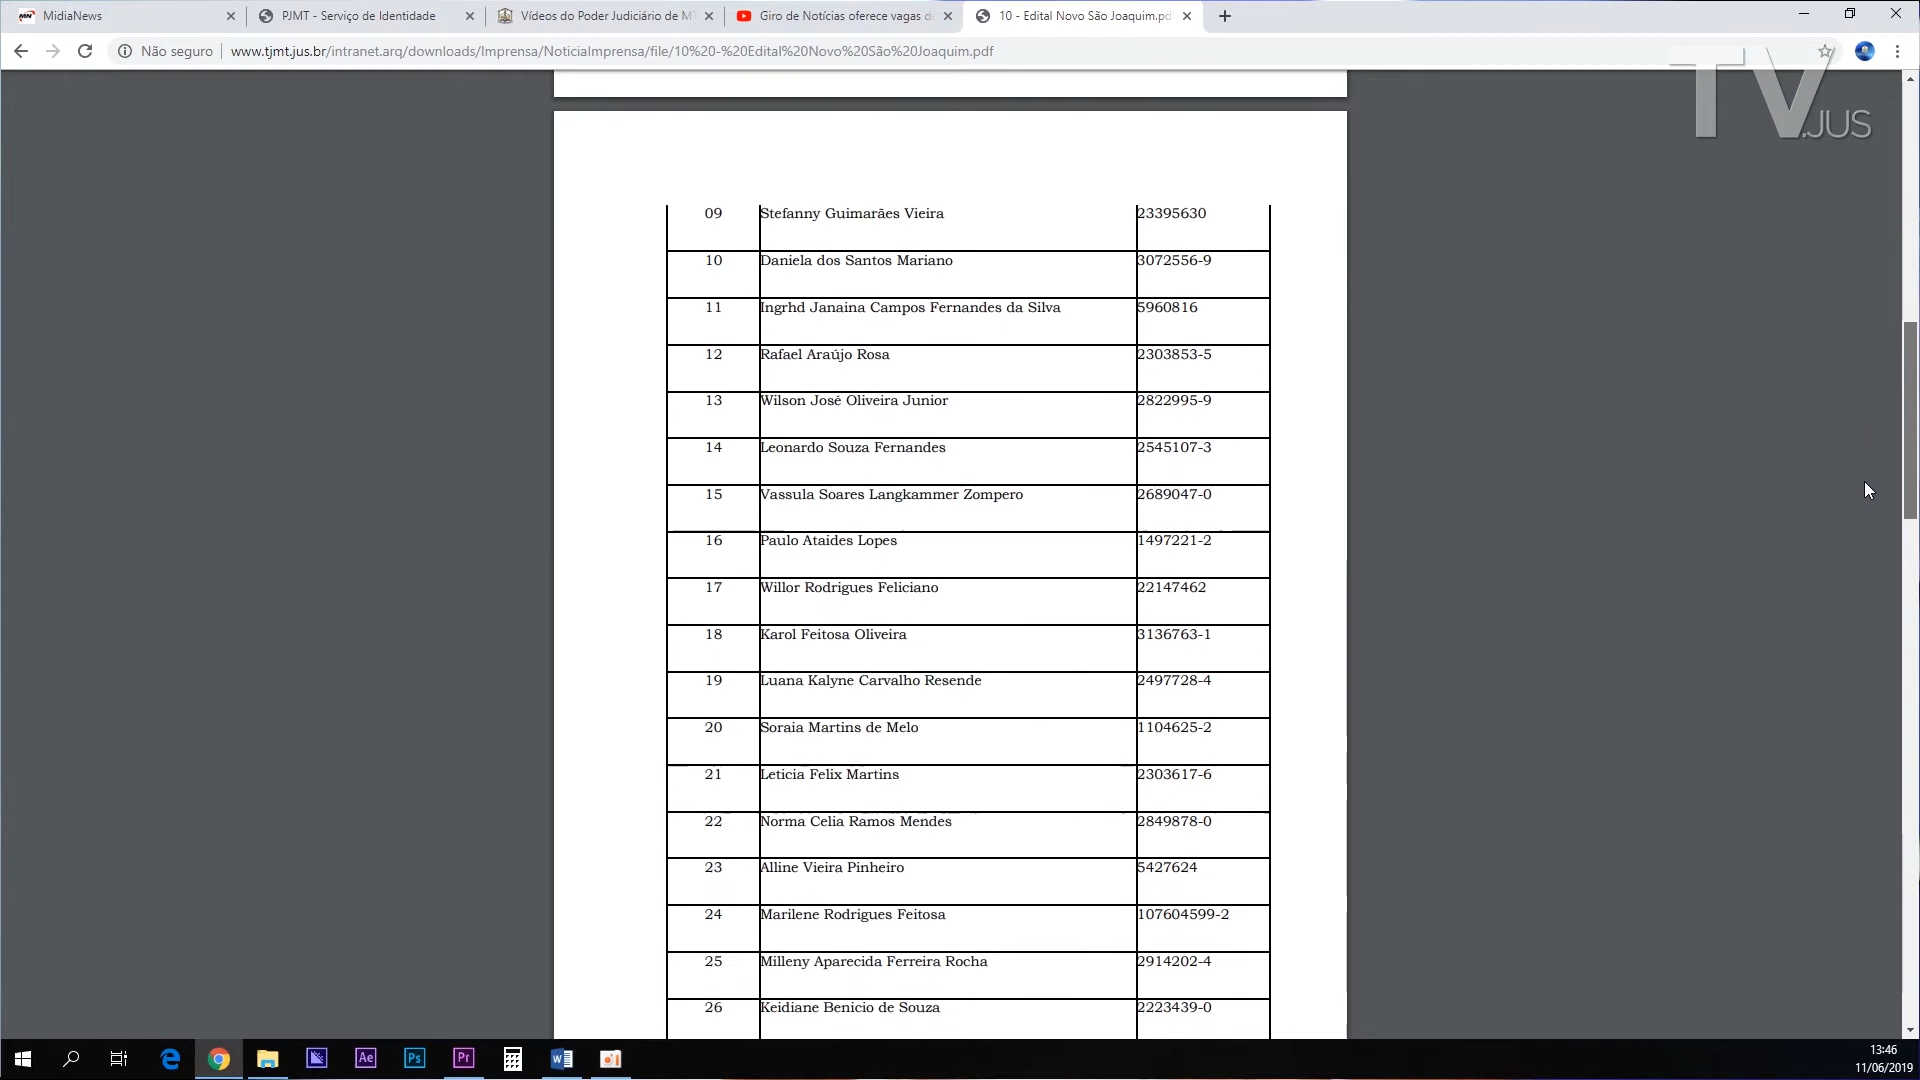 MidiaNews
PJMT - Serviço de Identidade
Vídeos do Poder Judiciário de MT
Giro de Notícias oferece vagas de
10 - Edital Novo São Joaquim.pd
Não seguro
www.tjmt.jus.br/intranet.arq/downloads/Imprensa/NoticiaImprensa/file/10%20-%20Edital%20Novo%20São%20Joaquim.pdf
TV.JUS
09 Stefanny Guimarães Vieira 23395630
10 Daniela dos Santos Mariano 3072556-9
11 Ingrhd Janaina Campos Fernandes da Silva 5960816
12 Rafael Araújo Rosa 2303853-5
13 Wilson José Oliveira Junior 2822995-9
14 Leonardo Souza Fernandes 2545107-3
15 Vassula Soares Langkammer Zompero 2689047-0
16 Paulo Ataides Lopes 1497221-2
17 Willor Rodrigues Feliciano 22147462
18 Karol Feitosa Oliveira 3136763-1
19 Luana Kalyne Carvalho Resende 2497728-4
20 Soraia Martins de Melo 1104625-2
21 Leticia Felix Martins 2303617-6
22 Norma Celia Ramos Mendes 2849878-0
23 Alline Vieira Pinheiro 5427624
24 Marilene Rodrigues Feitosa 107604599-2
25 Milleny Aparecida Ferreira Rocha 2914202-4
26 Keidiane Benicio de Souza 2223439-0
Ae
Ps
Pr
13:46
11/06/2019